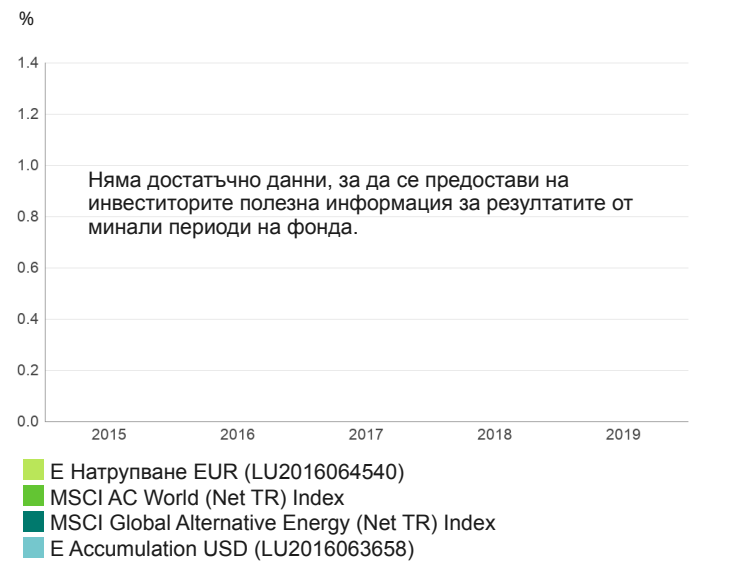 %
1.4
1.2
1.0
Няма достатъчно данни, за да се предостави на
инвеститорите полезна информация за резултатите от
минали периоди на фонда.
0.8
0.6
0.4
0.2
0.0
2015 2016 2017 2018 2019
Е Натрупване EUR (LU2016064540)
MSCI AC World (Net TR) Index
MSCI Global Alternative Energy (Net TR) Index
E Accumulation USD (LU2016063658)